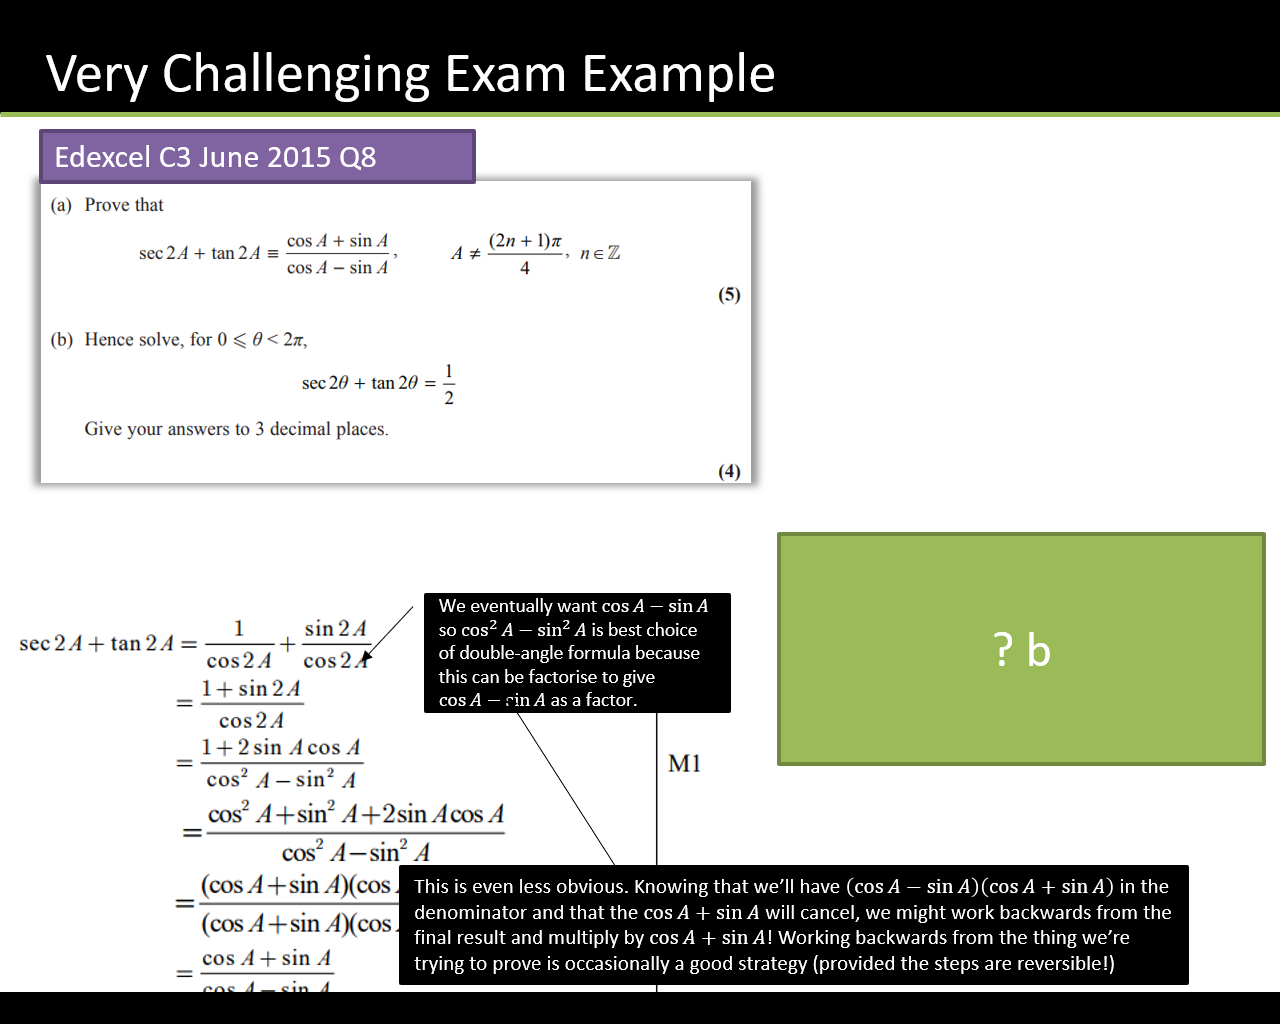 Very Challenging Exam Example
Edexcel C3 June 2015 Q8
(a) Prove that
sec 2A + tan 2A ≡ (cos A + sin A)/(cos A − sin A), A ≠ (2n + 1)π/4, n ∈ ℤ
(5)
(b) Hence solve, for 0 ⩽ θ < 2π,
sec 2θ + tan 2θ = 1/2
Give your answers to 3 decimal places.
(4)
sec 2A + tan 2A = 1/cos 2A + sin 2A/cos 2A
= (1 + sin 2A)/cos 2A
= (1 + 2 sin A cos A)/(cos² A − sin² A)
= (cos² A + sin² A + 2 sin A cos A)/(cos² A − sin² A)
= (cos A + sin A)(cos / (cos A + sin A)(cos
= (cos A + sin A)/(cos A − sin A)
We eventually want cos A − sin A
so cos² A − sin² A is best choice
of double-angle formula because
this can be factorise to give
cos A − sin A as a factor.
M1
? b
This is even less obvious. Knowing that we’ll have (cos A − sin A)(cos A + sin A) in the
denominator and that the cos A + sin A will cancel, we might work backwards from the
final result and multiply by cos A + sin A! Working backwards from the thing we’re
trying to prove is occasionally a good strategy (provided the steps are reversible!)